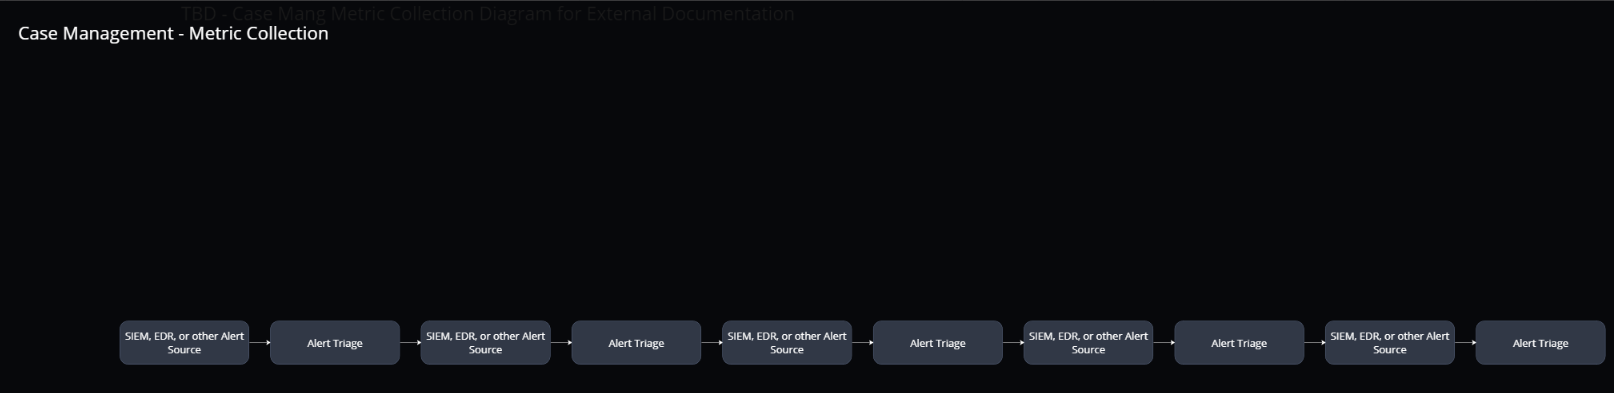 TBD - Case Mang Metric Collection Diagram for External Documentation
Case Management - Metric Collection
SIEM, EDR, or other Alert
Source
Alert Triage
SIEM, EDR, or other Alert
Source
Alert Triage
SIEM, EDR, or other Alert
Source
Alert Triage
SIEM, EDR, or other Alert
Source
Alert Triage
SIEM, EDR, or other Alert
Source
Alert Triage